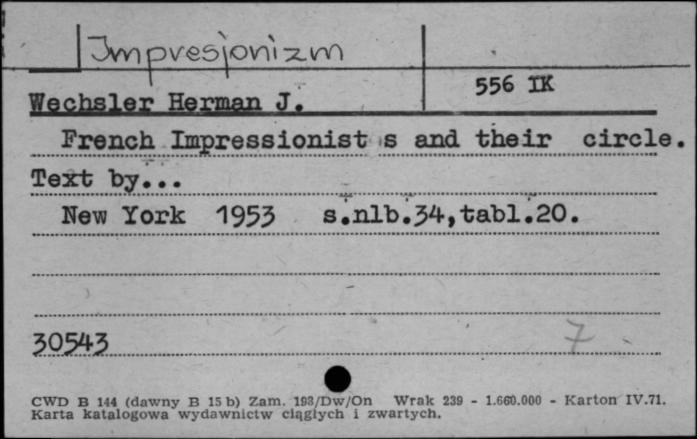 Impresjonizm
556 IK
Wechsler Herman J.
French Impressionist s and their circle.
Text by...
New York 1953 s.nlb.34,tabl.20.
30543
7
CWD B 144 (dawny B 15 b) Zam. 193/Dw/On Wrak 239 - 1.660.000 - Karton IV.71.
Karta katalogowa wydawnictw ciągłych i zwartych.